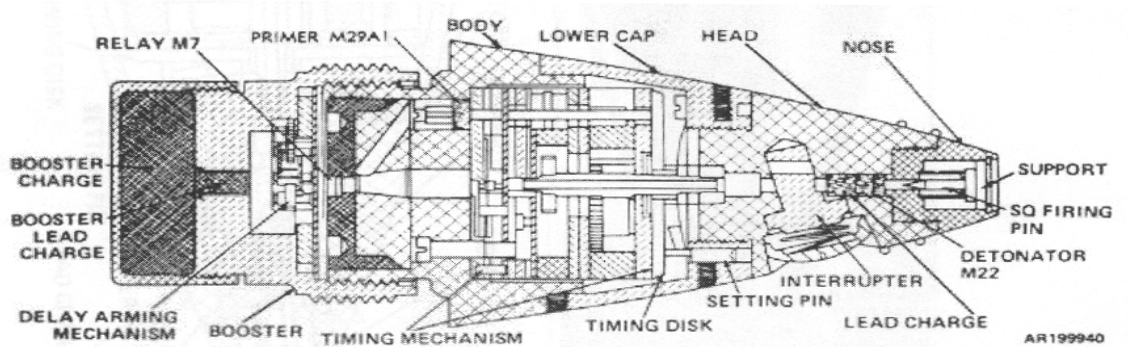 BODY
RELAY M7
PRIMER M29A1
LOWER CAP
HEAD
NOSE
BOOSTER
CHARGE
BOOSTER
LEAD
CHARGE
SUPPORT
SQ FIRING
PIN
DETONATOR
M22
INTERRUPTER
SETTING PIN
LEAD CHARGE
DELAY ARMING
MECHANISM
BOOSTER
TIMING MECHANISM
TIMING DISK
AR199940